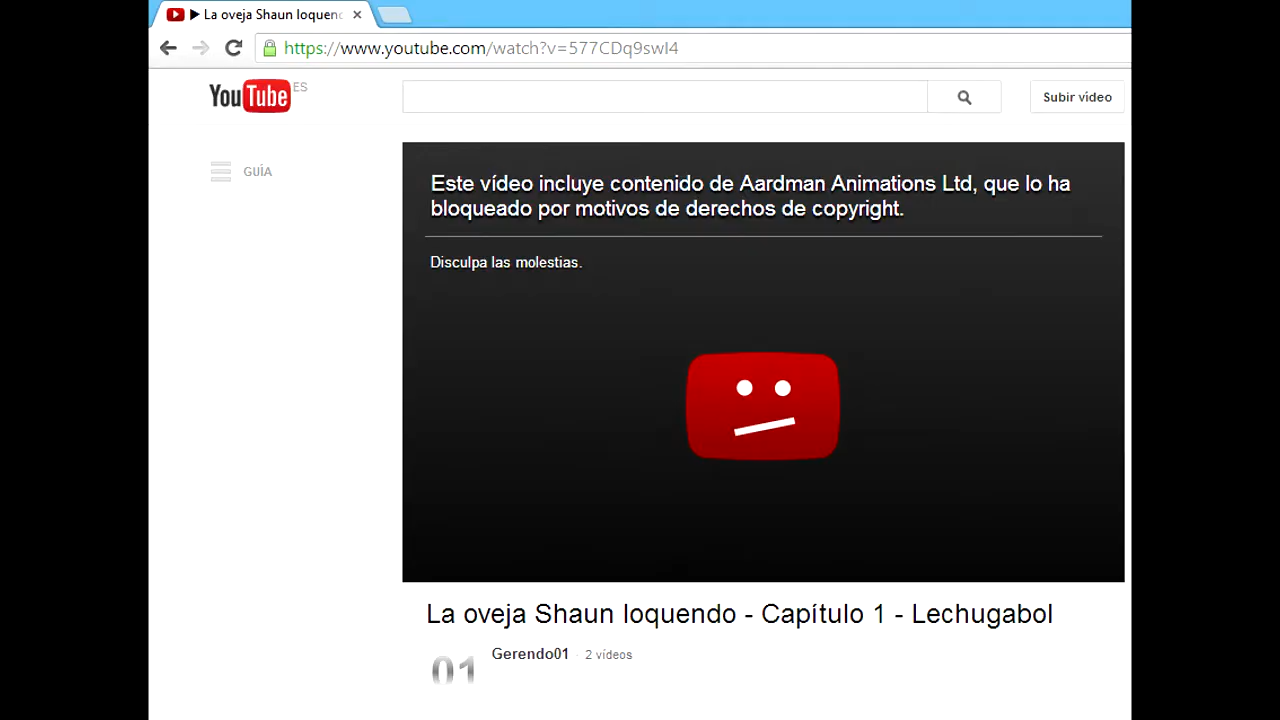 La oveja Shaun loquend
https://www.youtube.com/watch?v=577CDq9swI4
YouTube ES
Subir vídeo
GUÍA
Este vídeo incluye contenido de Aardman Animations Ltd, que lo ha
bloqueado por motivos de derechos de copyright.
Disculpa las molestias.
La oveja Shaun loquendo - Capítulo 1 - Lechugabol
01
Gerendo01 · 2 vídeos